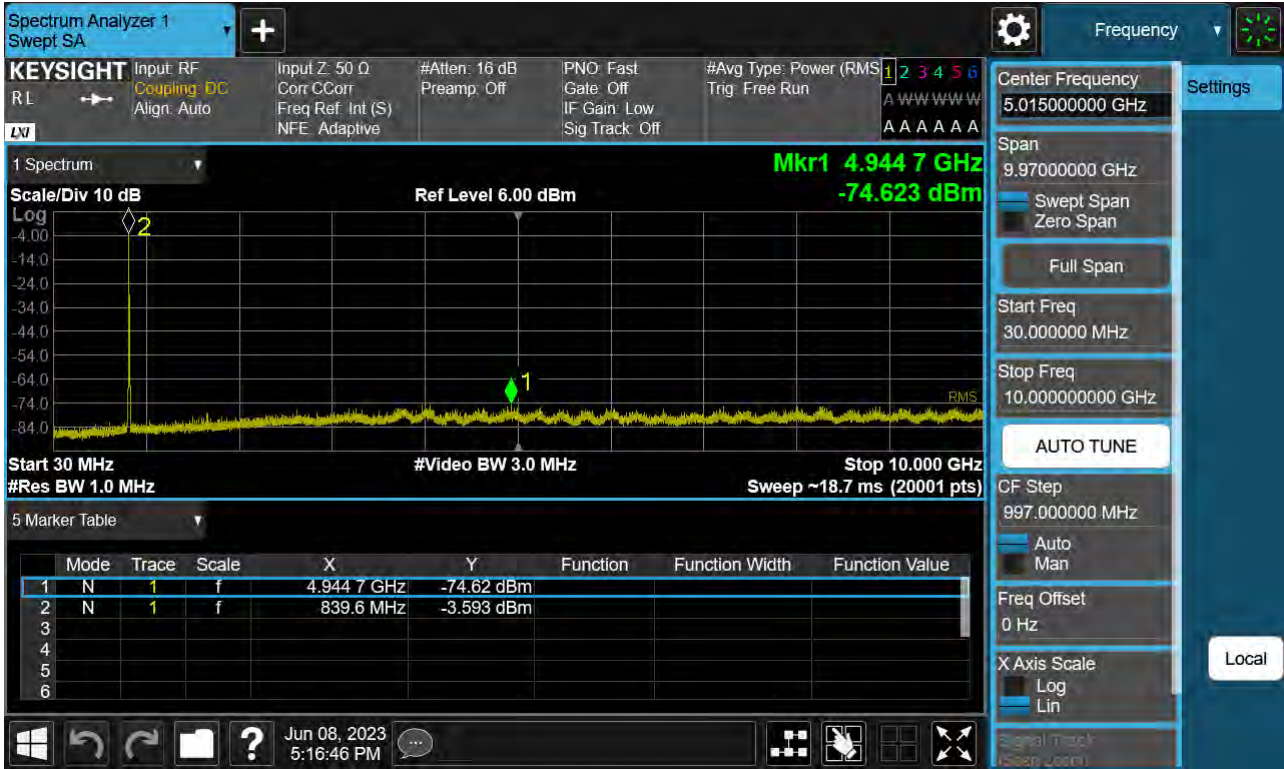 Spectrum Analyzer 1
Swept SA
Frequency
KEYSIGHT
R L
LXI
Input: RF
Coupling: DC
Align: Auto
Input Z: 50 Ω
Corr CCorr
Freq Ref: Int (S)
NFE: Adaptive
#Atten: 16 dB
Preamp: Off
PNO: Fast
Gate: Off
IF Gain: Low
Sig Track: Off
#Avg Type: Power (RMS
Trig: Free Run
1 2 3 4 5 6
A W W W W W
A A A A A A
1 Spectrum
Mkr1 4.944 7 GHz
Scale/Div 10 dB
Ref Level 6.00 dBm
-74.623 dBm
Log
2
-4.00
-14.0
-24.0
-34.0
-44.0
-54.0
-64.0
1
-74.0
RMS
-84.0
Start 30 MHz
#Video BW 3.0 MHz
Stop 10.000 GHz
#Res BW 1.0 MHz
Sweep ~18.7 ms (20001 pts)
5 Marker Table
Mode Trace Scale X Y Function Function Width Function Value
1 N 1 f 4.944 7 GHz -74.62 dBm
2 N 1 f 839.6 MHz -3.593 dBm
3
4
5
6
Jun 08, 2023
5:16:46 PM
Center Frequency
5.015000000 GHz
Span
9.97000000 GHz
Swept Span
Zero Span
Full Span
Start Freq
30.000000 MHz
Stop Freq
10.000000000 GHz
AUTO TUNE
CF Step
997.000000 MHz
Auto
Man
Freq Offset
0 Hz
X Axis Scale
Log
Lin
Signal Track
(Span Zoom)
Settings
Local